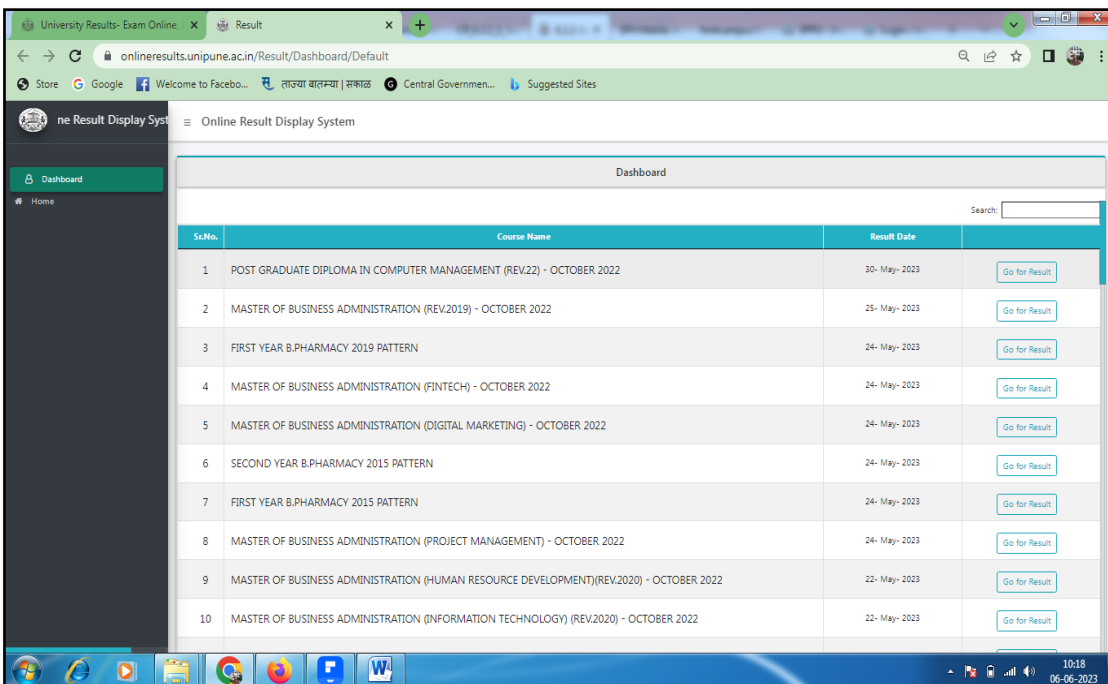 University Results- Exam Online,
Result
onlineresults.unipune.ac.in/Result/Dashboard/Default
Store Google Welcome to Facebo... ताज्या बातम्या | सकाळ Central Governmen... Suggested Sites
ne Result Display Syst
Online Result Display System
Dashboard
Home
Dashboard
Search:
Sr.No. Course Name Result Date
1 POST GRADUATE DIPLOMA IN COMPUTER MANAGEMENT (REV.22) - OCTOBER 2022 30- May- 2023 Go for Result
2 MASTER OF BUSINESS ADMINISTRATION (REV.2019) - OCTOBER 2022 25- May- 2023 Go for Result
3 FIRST YEAR B.PHARMACY 2019 PATTERN 24- May- 2023 Go for Result
4 MASTER OF BUSINESS ADMINISTRATION (FINTECH) - OCTOBER 2022 24- May- 2023 Go for Result
5 MASTER OF BUSINESS ADMINISTRATION (DIGITAL MARKETING) - OCTOBER 2022 24- May- 2023 Go for Result
6 SECOND YEAR B.PHARMACY 2015 PATTERN 24- May- 2023 Go for Result
7 FIRST YEAR B.PHARMACY 2015 PATTERN 24- May- 2023 Go for Result
8 MASTER OF BUSINESS ADMINISTRATION (PROJECT MANAGEMENT) - OCTOBER 2022 24- May- 2023 Go for Result
9 MASTER OF BUSINESS ADMINISTRATION (HUMAN RESOURCE DEVELOPMENT)(REV.2020) - OCTOBER 2022 22- May- 2023 Go for Result
10 MASTER OF BUSINESS ADMINISTRATION (INFORMATION TECHNOLOGY) (REV.2020) - OCTOBER 2022 22- May- 2023 Go for Result
10:18
06-06-2023